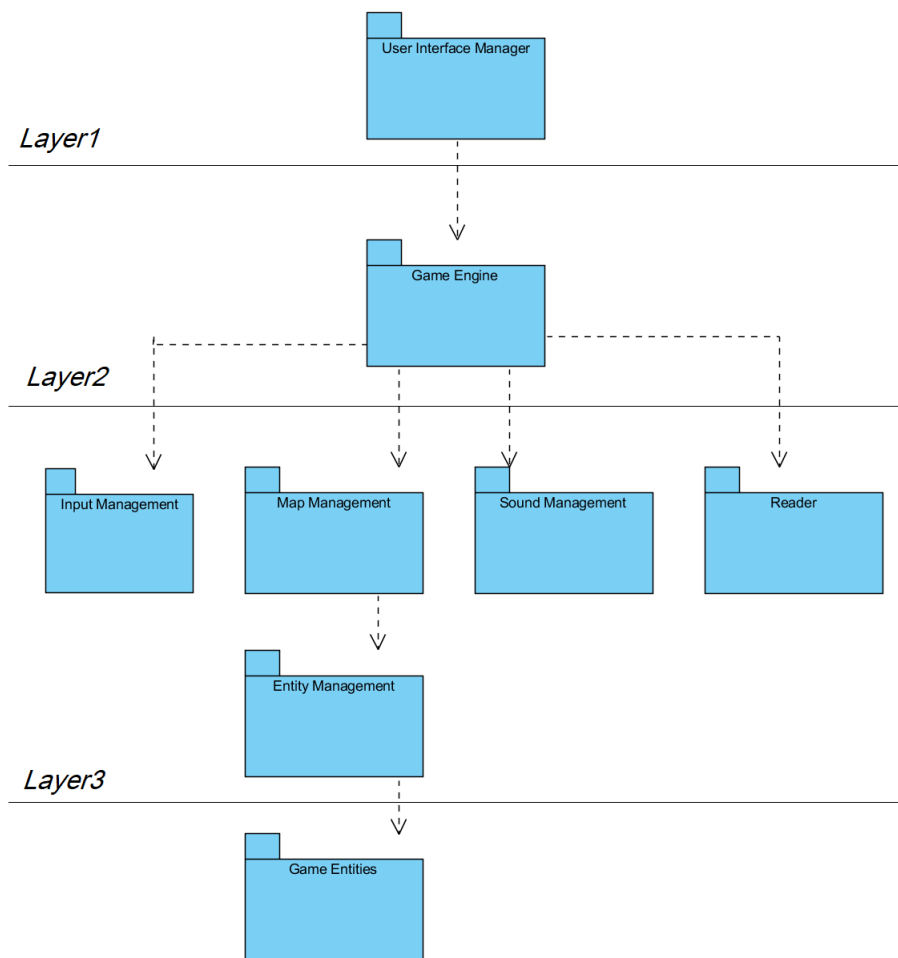 User Interface Manager
Layer1
Game Engine
Layer2
Input Management
Map Management
Sound Management
Reader
Entity Management
Layer3
Game Entities